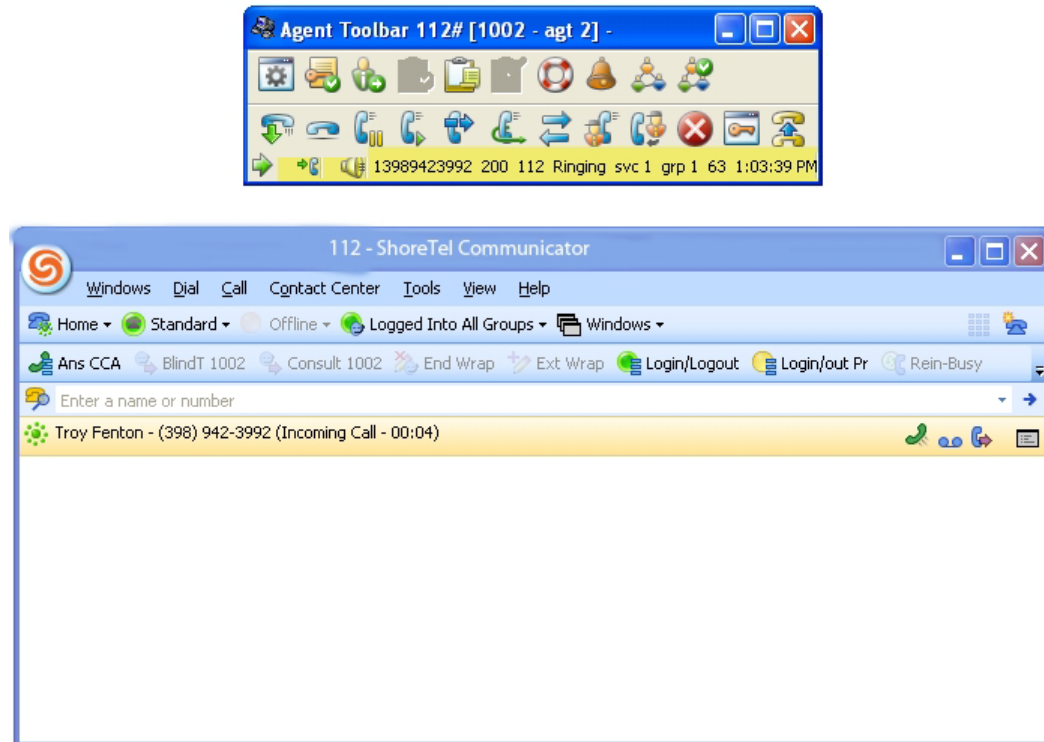 Agent Toolbar 112# [1002 - agt 2] -
13989423992 200 112 Ringing svc 1 grp 1 63 1:03:39 PM
112 - ShoreTel Communicator
Windows Dial Call Contact Center Tools View Help
Home Standard Offline Logged Into All Groups Windows
Ans CCA BlindT 1002 Consult 1002 End Wrap Ext Wrap Login/Logout Login/out Pr Rein-Busy
Enter a name or number
Troy Fenton - (398) 942-3992 (Incoming Call - 00:04)